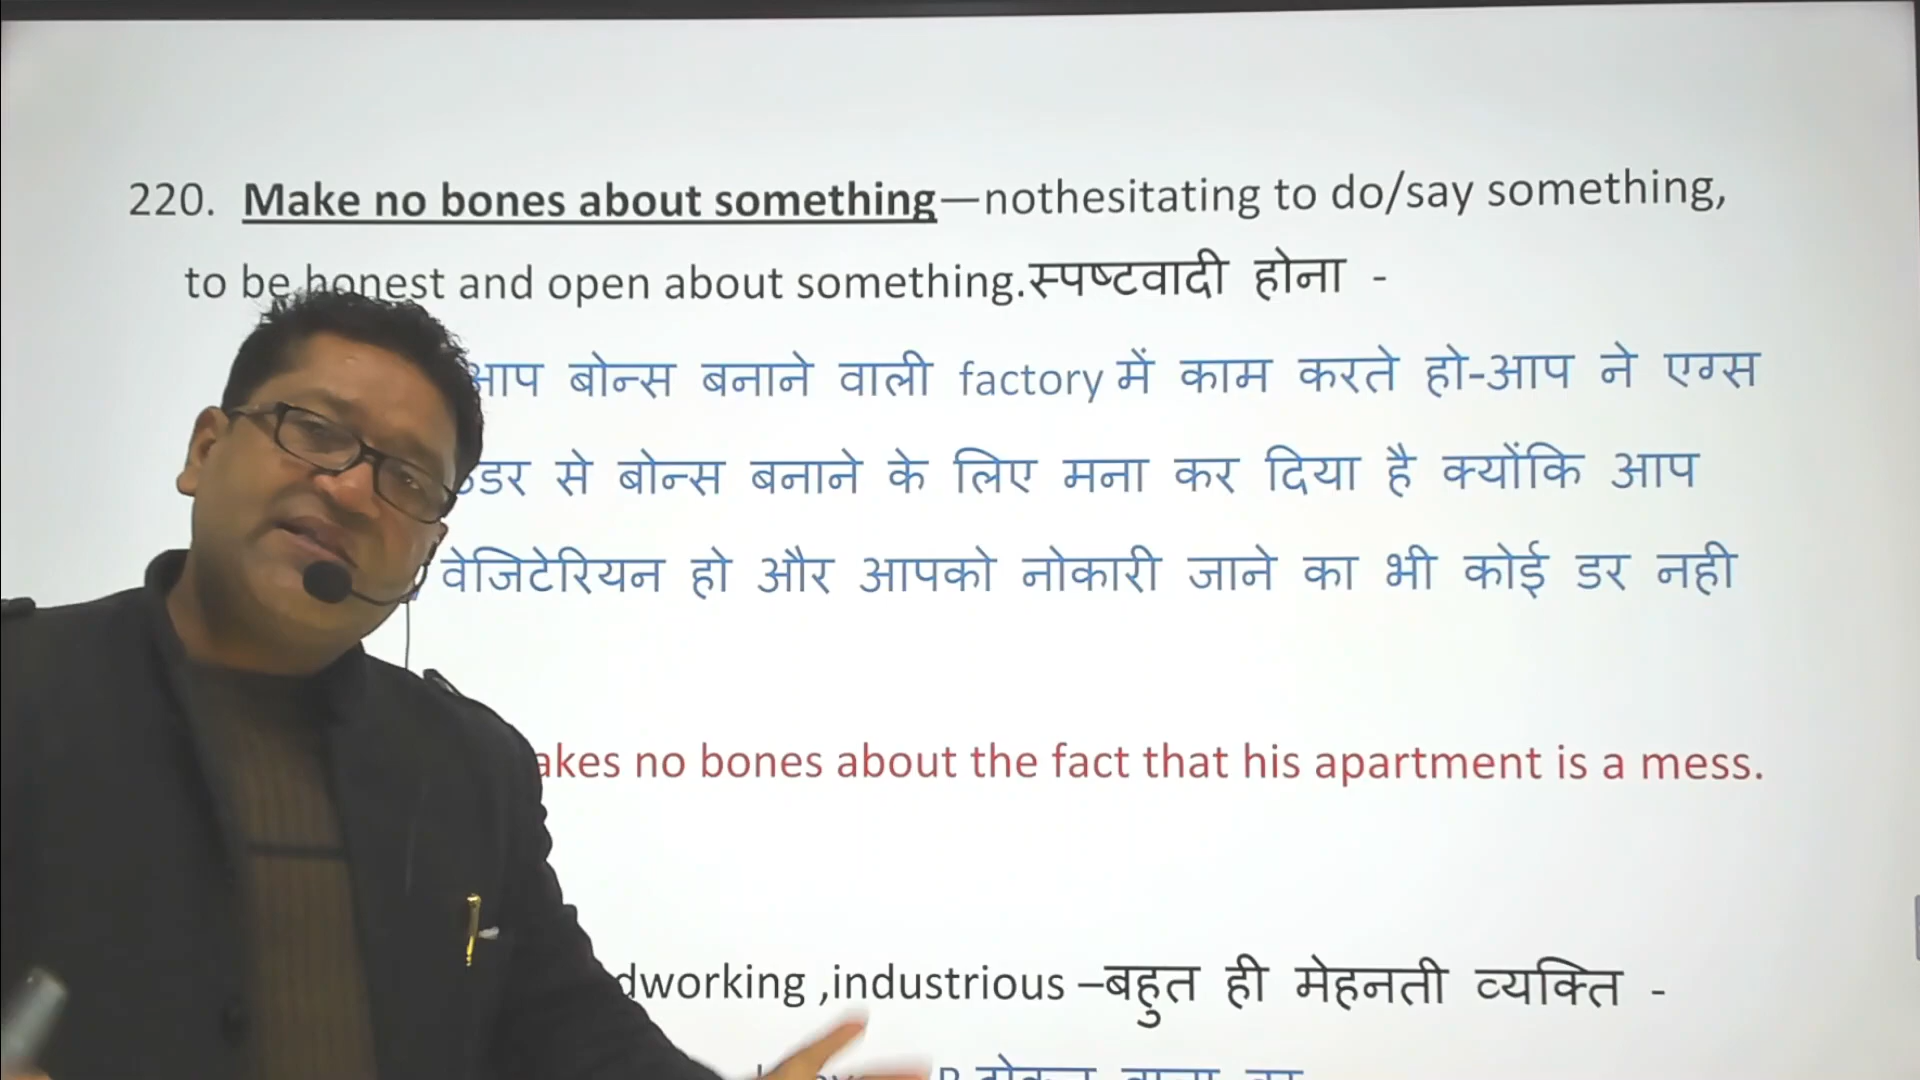 220. Make no bones about something—nothesitating to do/say something,
to be honest and open about something.स्पष्टवादी होना -
आप बोन्स बनाने वाली factory में काम करते हो-आप ने एग्स
से बोन्स बनाने के लिए मना कर दिया है क्योंकि आप
वेजिटेरियन हो और आपको नोकारी जाने का भी कोई डर नही
akes no bones about the fact that his apartment is a mess.
dworking ,industrious –बहुत ही मेहनती व्यक्ति -